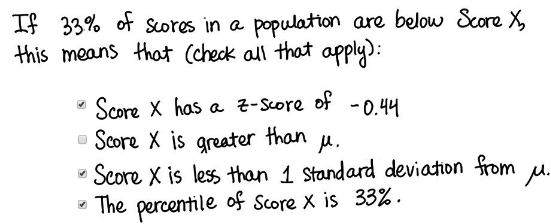 If 33% of scores in a population are below Score X,
this means that (check all that apply):
Score X has a z-score of -0.44
Score X is greater than μ.
Score X is less than 1 standard deviation from μ.
The percentile of Score X is 33%.